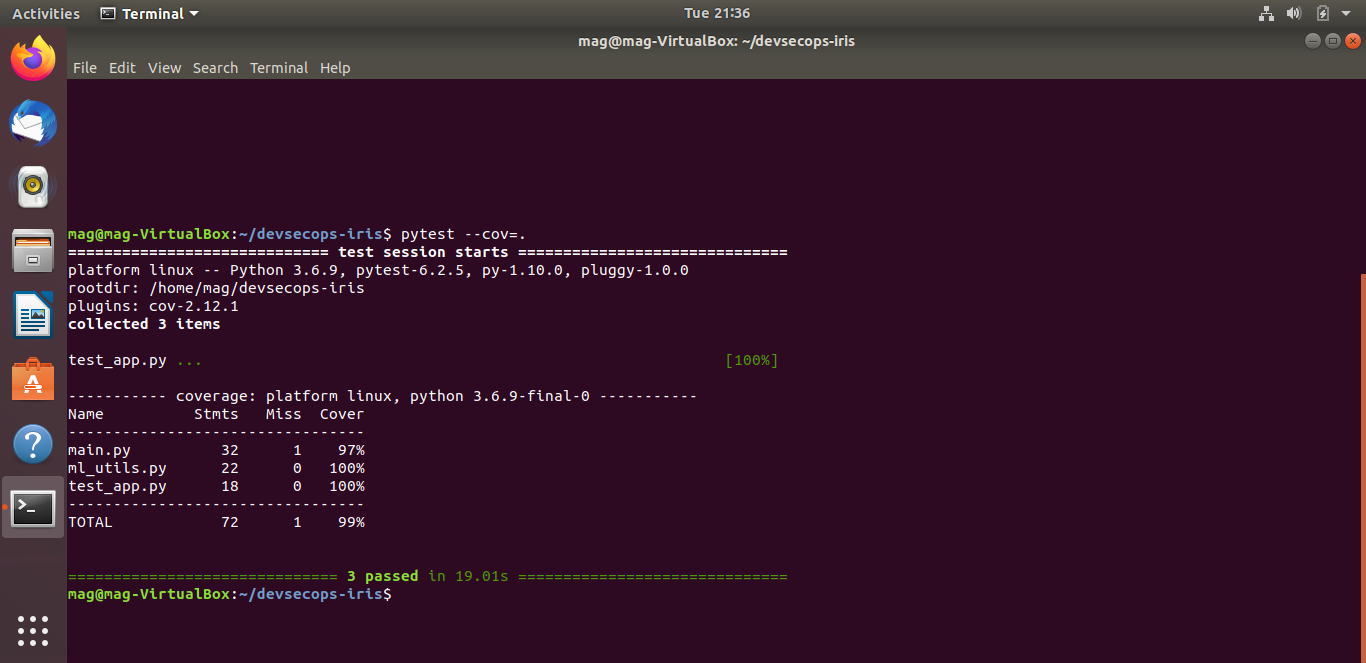 Activities Terminal Tue 21:36
mag@mag-VirtualBox: ~/devsecops-iris
File Edit View Search Terminal Help
mag@mag-VirtualBox:~/devsecops-iris$ pytest --cov=.
============================= test session starts ==============================
platform linux -- Python 3.6.9, pytest-6.2.5, py-1.10.0, pluggy-1.0.0
rootdir: /home/mag/devsecops-iris
plugins: cov-2.12.1
collected 3 items
test_app.py ... [100%]
----------- coverage: platform linux, python 3.6.9-final-0 -----------
Name Stmts Miss Cover
---------------------------------
main.py 32 1 97%
ml_utils.py 22 0 100%
test_app.py 18 0 100%
---------------------------------
TOTAL 72 1 99%
============================== 3 passed in 19.01s ==============================
mag@mag-VirtualBox:~/devsecops-iris$